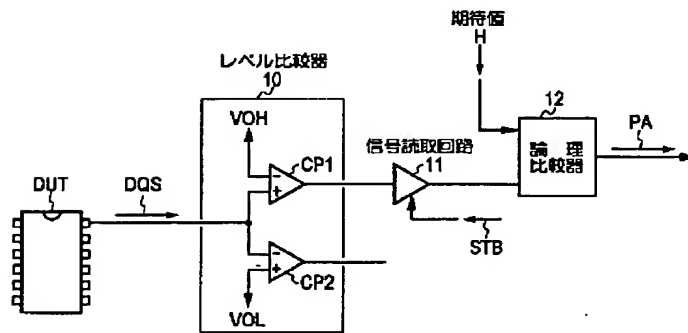 期待値
H
レベル比較器
10
VOH
CP1
信号読取回路
11
12
論理
比較器
PA
DUT
DQS
STB
CP2
VOL